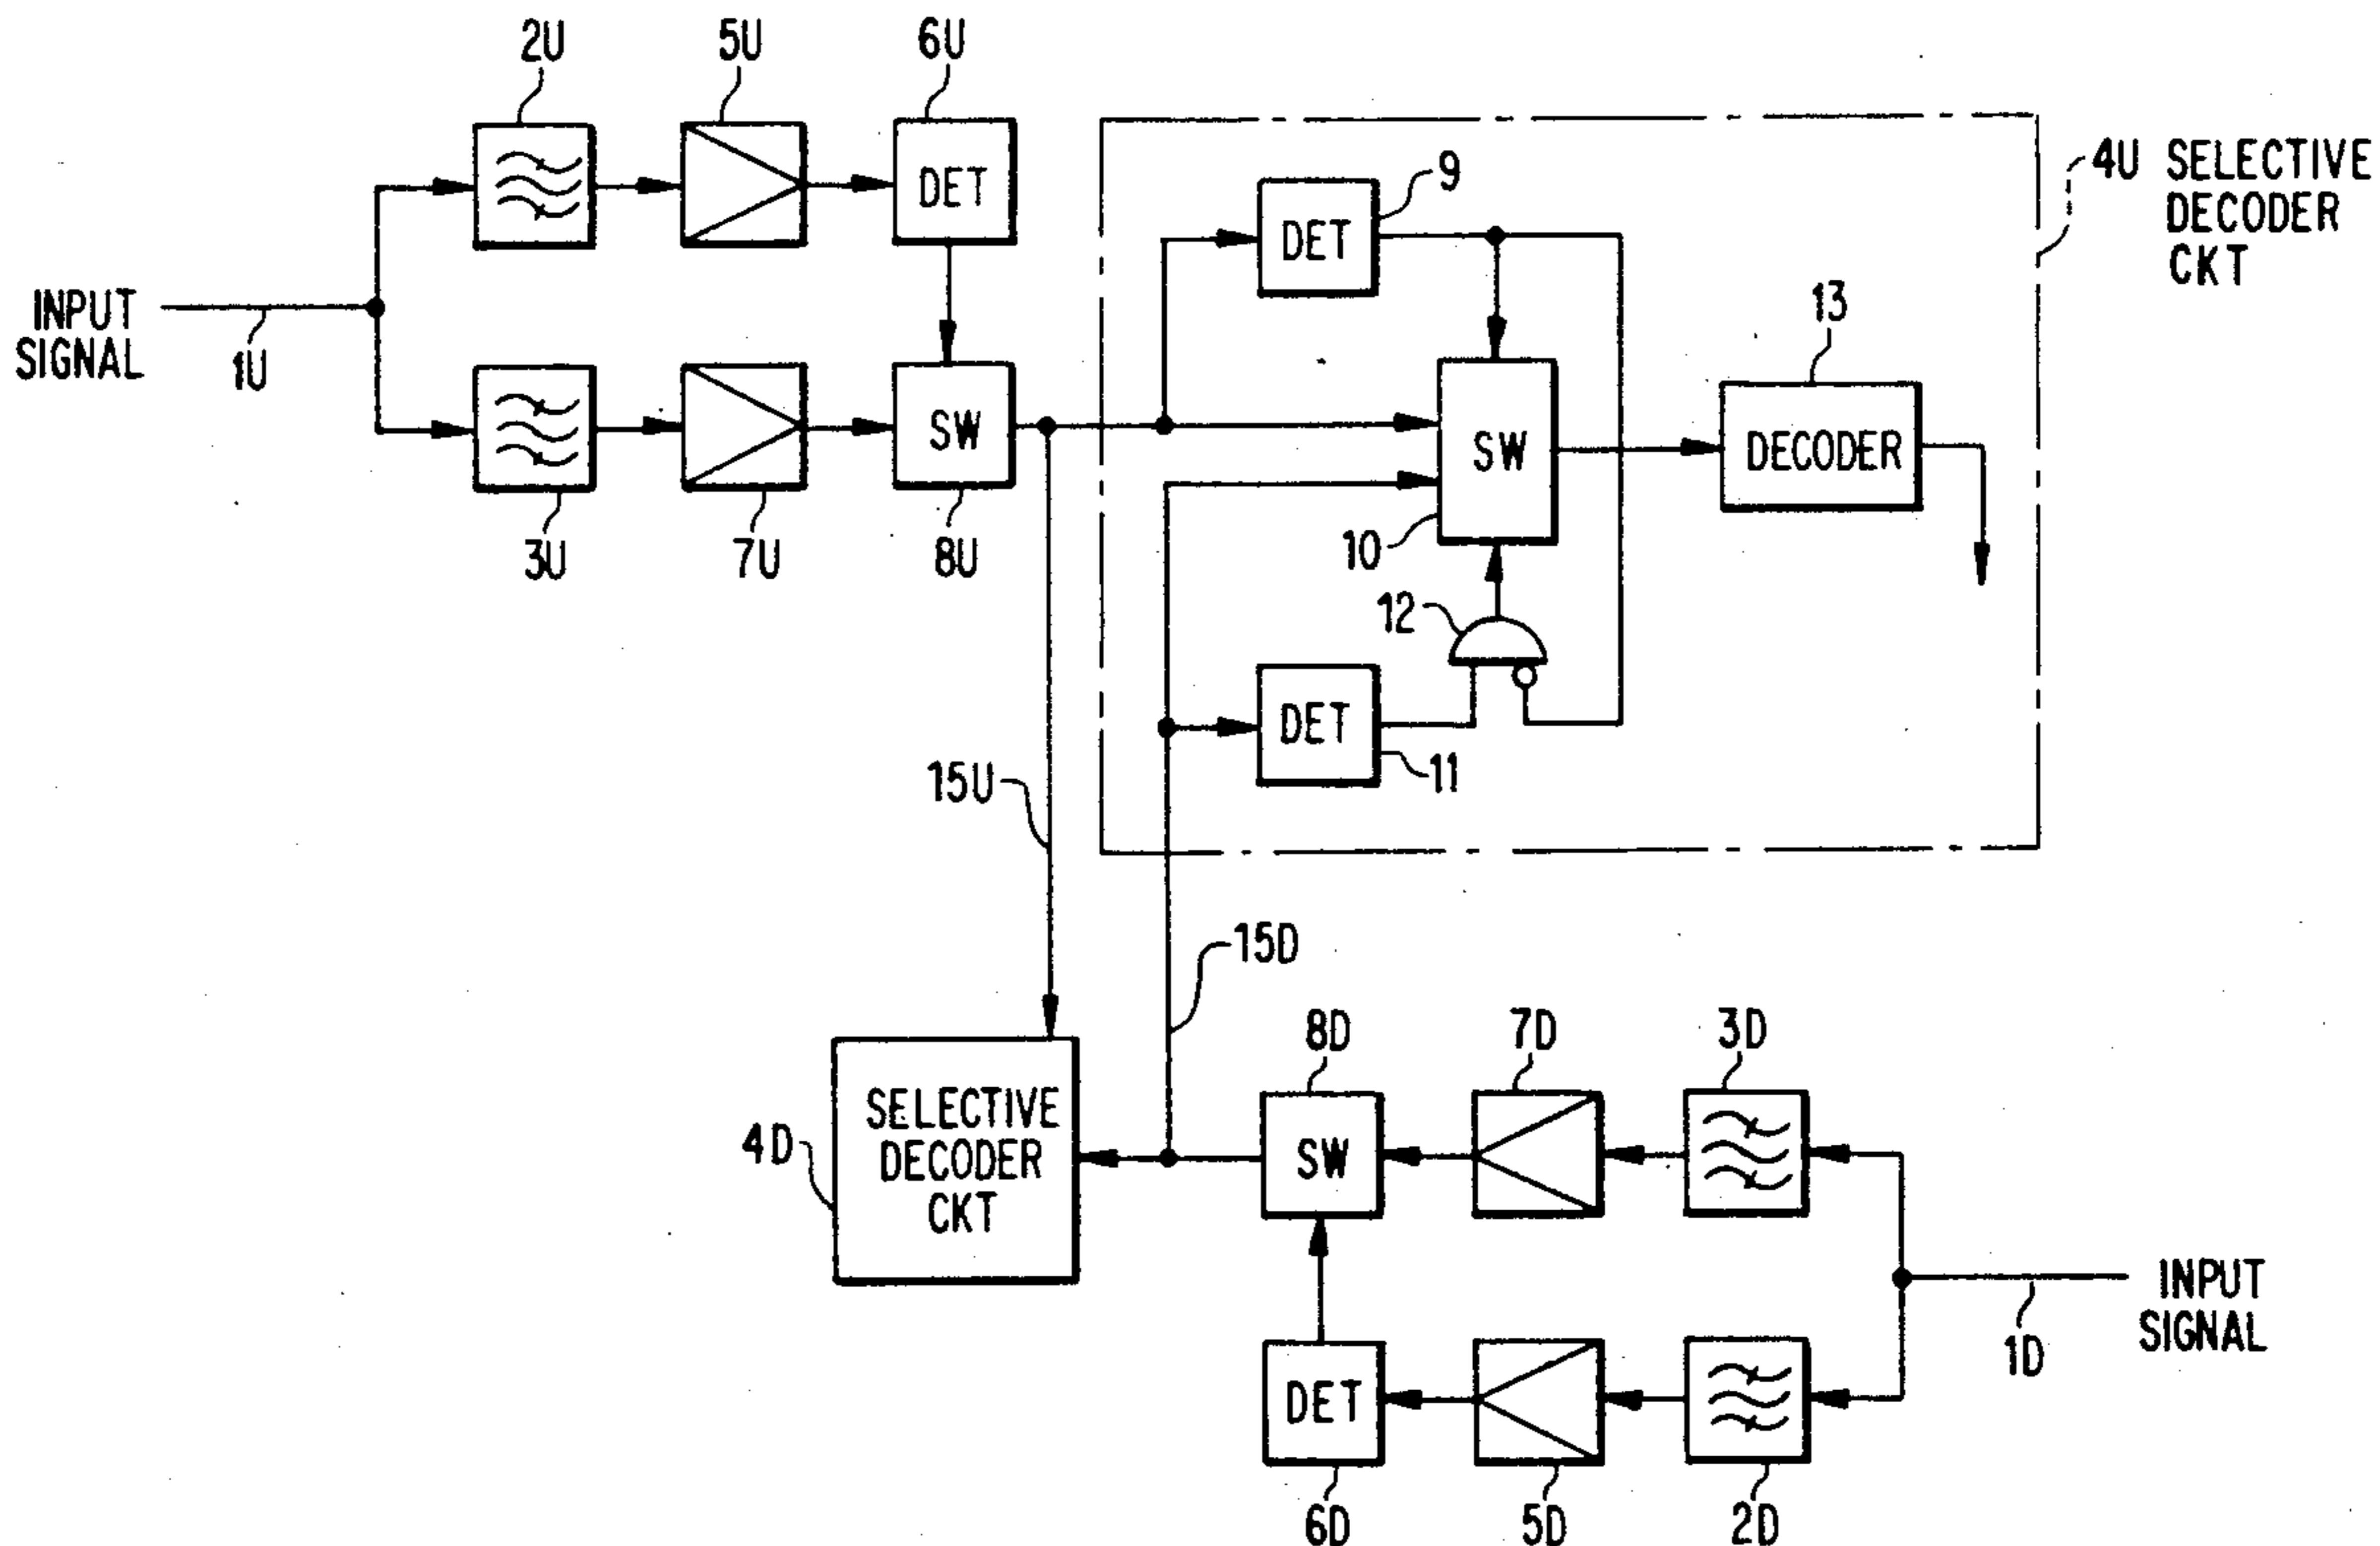 2U
5U
6U
DET
9
DET
4U SELECTIVE
DECODER
CKT
INPUT
SIGNAL
1U
3U
7U
SW
8U
SW
10
13
DECODER
12
DET
11
15U
15D
4D
SELECTIVE
DECODER
CKT
8D
SW
7D
3D
INPUT
SIGNAL
1D
DET
6D
5D
2D